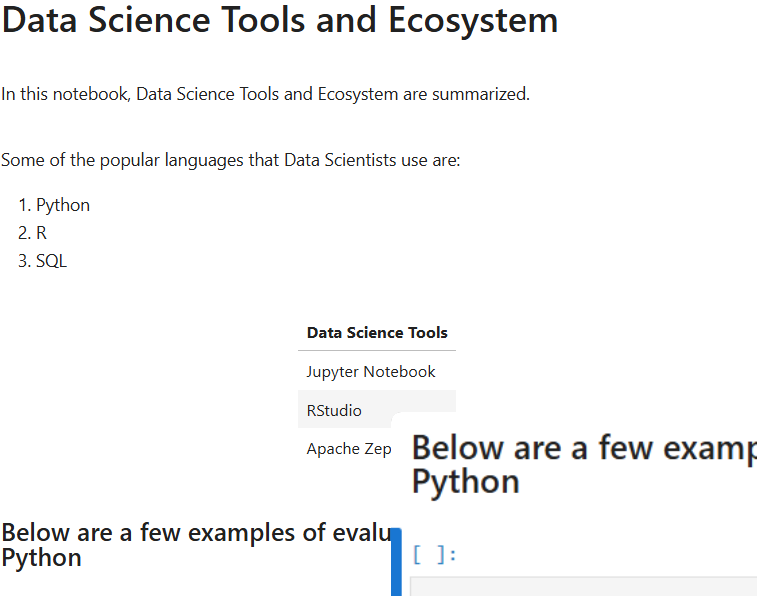 Data Science Tools and Ecosystem
In this notebook, Data Science Tools and Ecosystem are summarized.
Some of the popular languages that Data Scientists use are:
1. Python
2. R
3. SQL
Data Science Tools
Jupyter Notebook
RStudio
Apache Zep
Below are a few examples of evalu
Python
Below are a few examp
Python
[ ]: